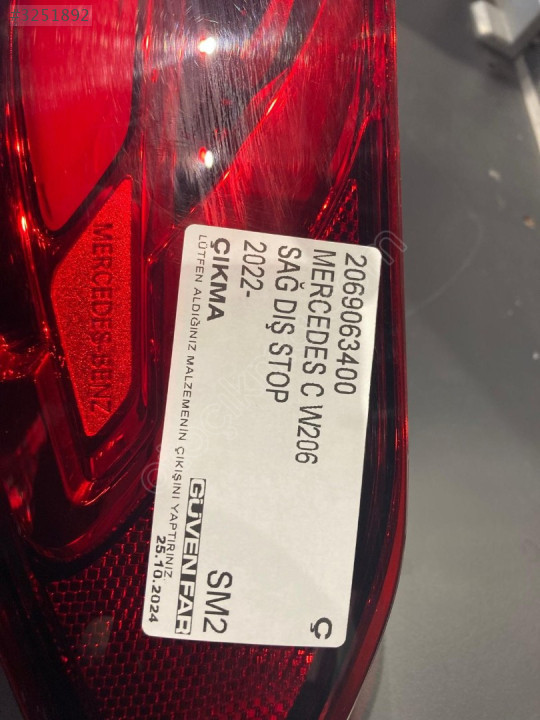 #1251892
MERCEDES-BENZ
2069063400
MERCEDES C W206
SAĞ DIŞ STOP
2022-
ÇIKMA
LÜTFEN ALDIĞINIZ MALZEMENİN ÇIKIŞINI YAPTIRINIZ.
GÜVEN FAR
25.10.2024
SM2
Ç